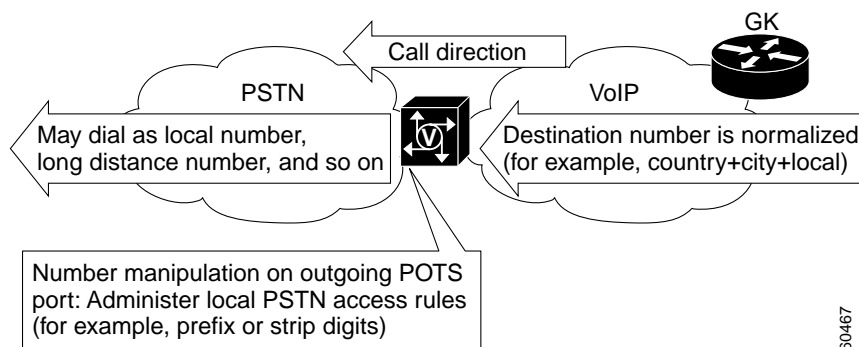 GK
Call direction
PSTN
VoIP
May dial as local number,
long distance number, and so on
V
Destination number is normalized
(for example, country+city+local)
Number manipulation on outgoing POTS
port: Administer local PSTN access rules
(for example, prefix or strip digits)
60467